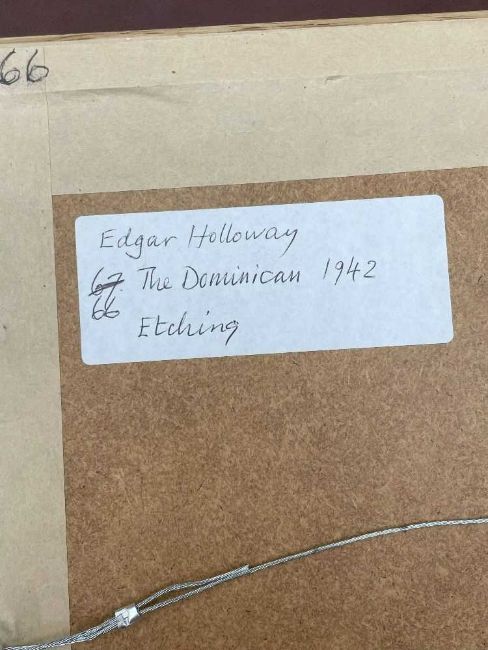 66
Edgar Holloway
67. The Dominican 1942
66
Etching